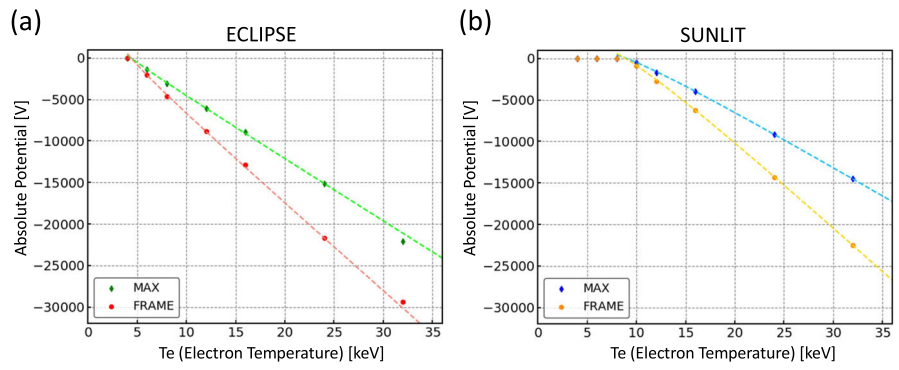 (a)
ECLIPSE
Absolute Potential [V]
0
−5000
−10000
−15000
−20000
−25000
−30000
MAX
FRAME
0 5 10 15 20 25 30 35
Te (Electron Temperature) [keV]
(b)
SUNLIT
Absolute Potential [V]
0
−5000
−10000
−15000
−20000
−25000
−30000
MAX
FRAME
0 5 10 15 20 25 30 35
Te (Electron Temperature) [keV]